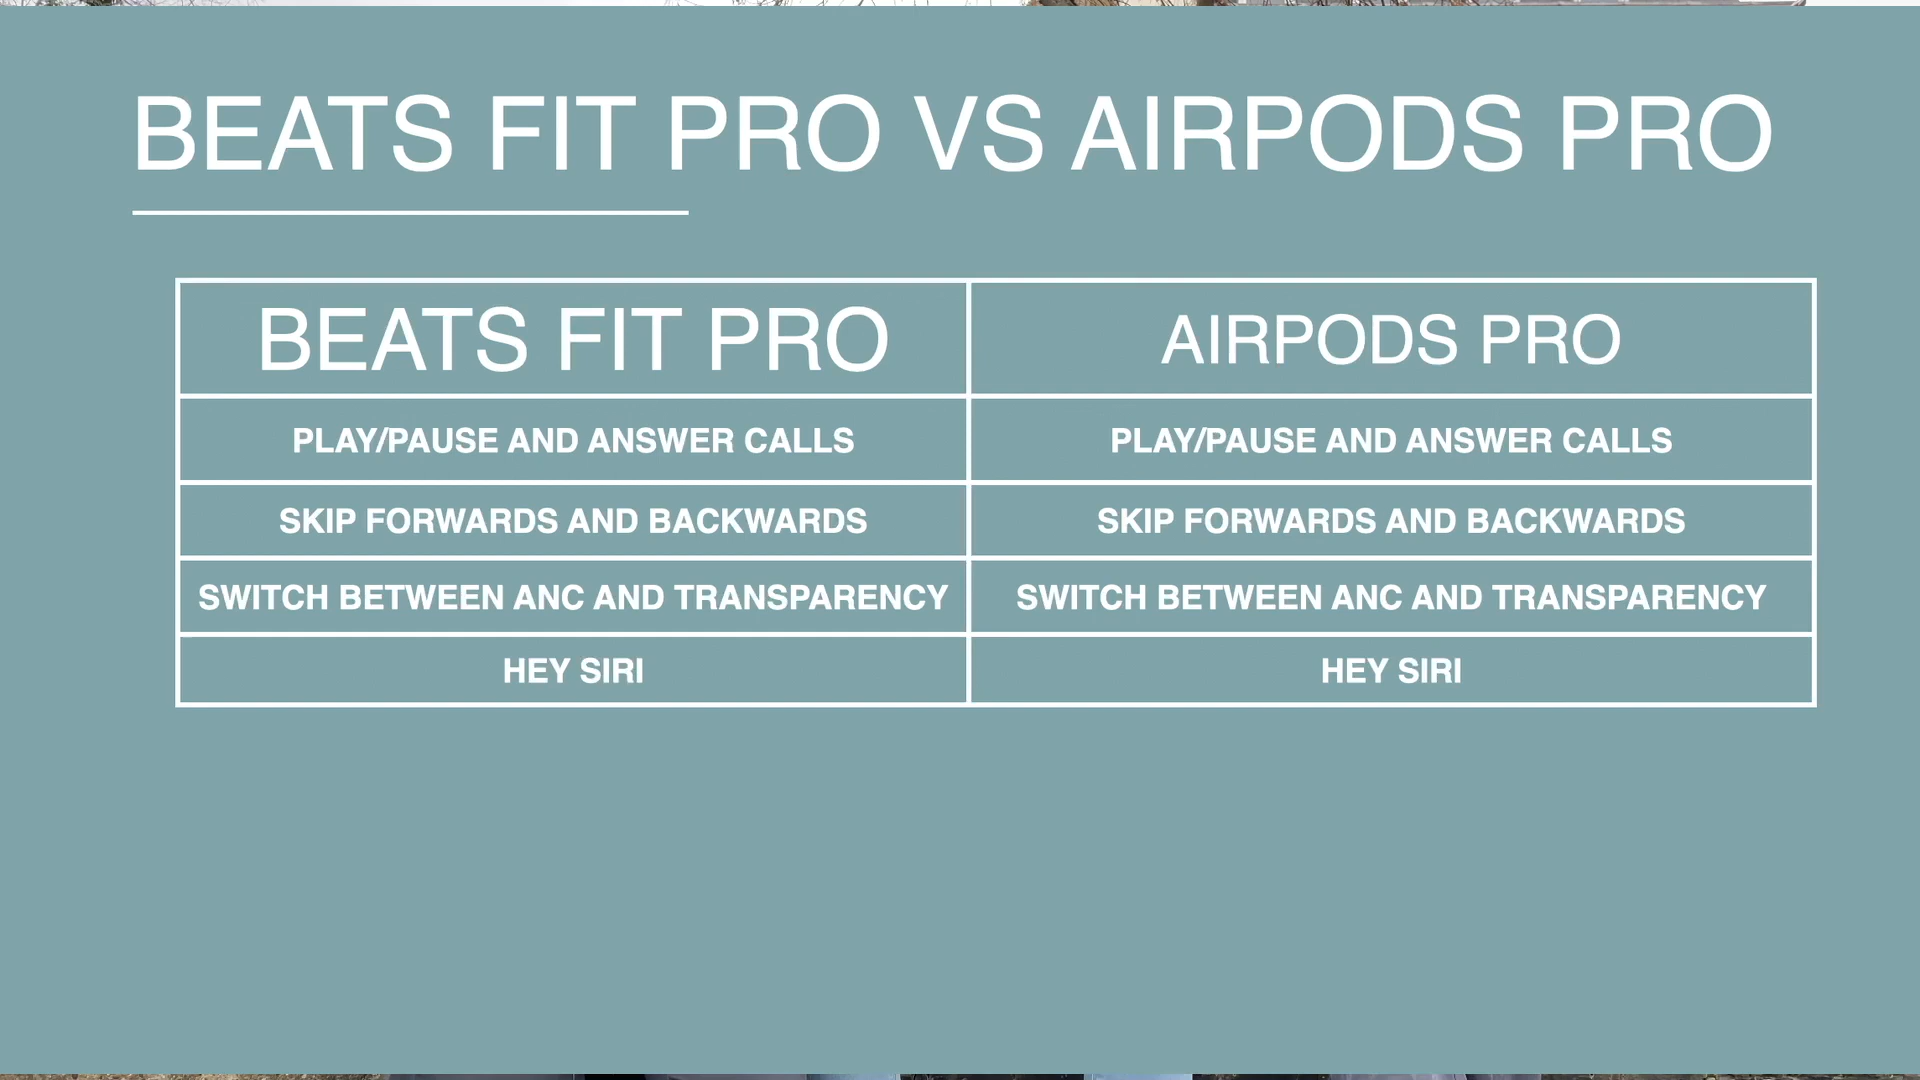 BEATS FIT PRO VS AIRPODS PRO
BEATS FIT PRO
AIRPODS PRO
PLAY/PAUSE AND ANSWER CALLS
PLAY/PAUSE AND ANSWER CALLS
SKIP FORWARDS AND BACKWARDS
SKIP FORWARDS AND BACKWARDS
SWITCH BETWEEN ANC AND TRANSPARENCY
SWITCH BETWEEN ANC AND TRANSPARENCY
HEY SIRI
HEY SIRI